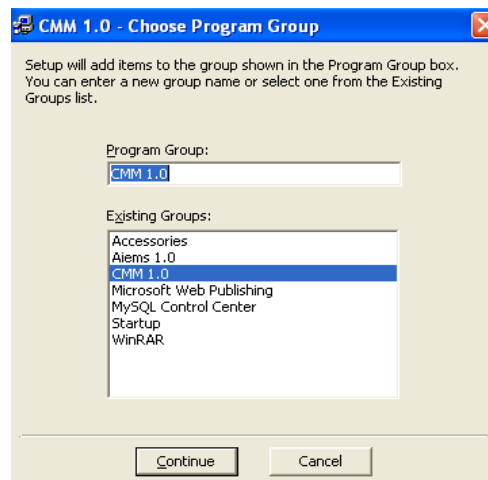 CMM 1.0 - Choose Program Group
Setup will add items to the group shown in the Program Group box.
You can enter a new group name or select one from the Existing
Groups list.
Program Group:
CMM 1.0
Existing Groups:
Accessories
Aiems 1.0
CMM 1.0
Microsoft Web Publishing
MySQL Control Center
Startup
WinRAR
Continue
Cancel